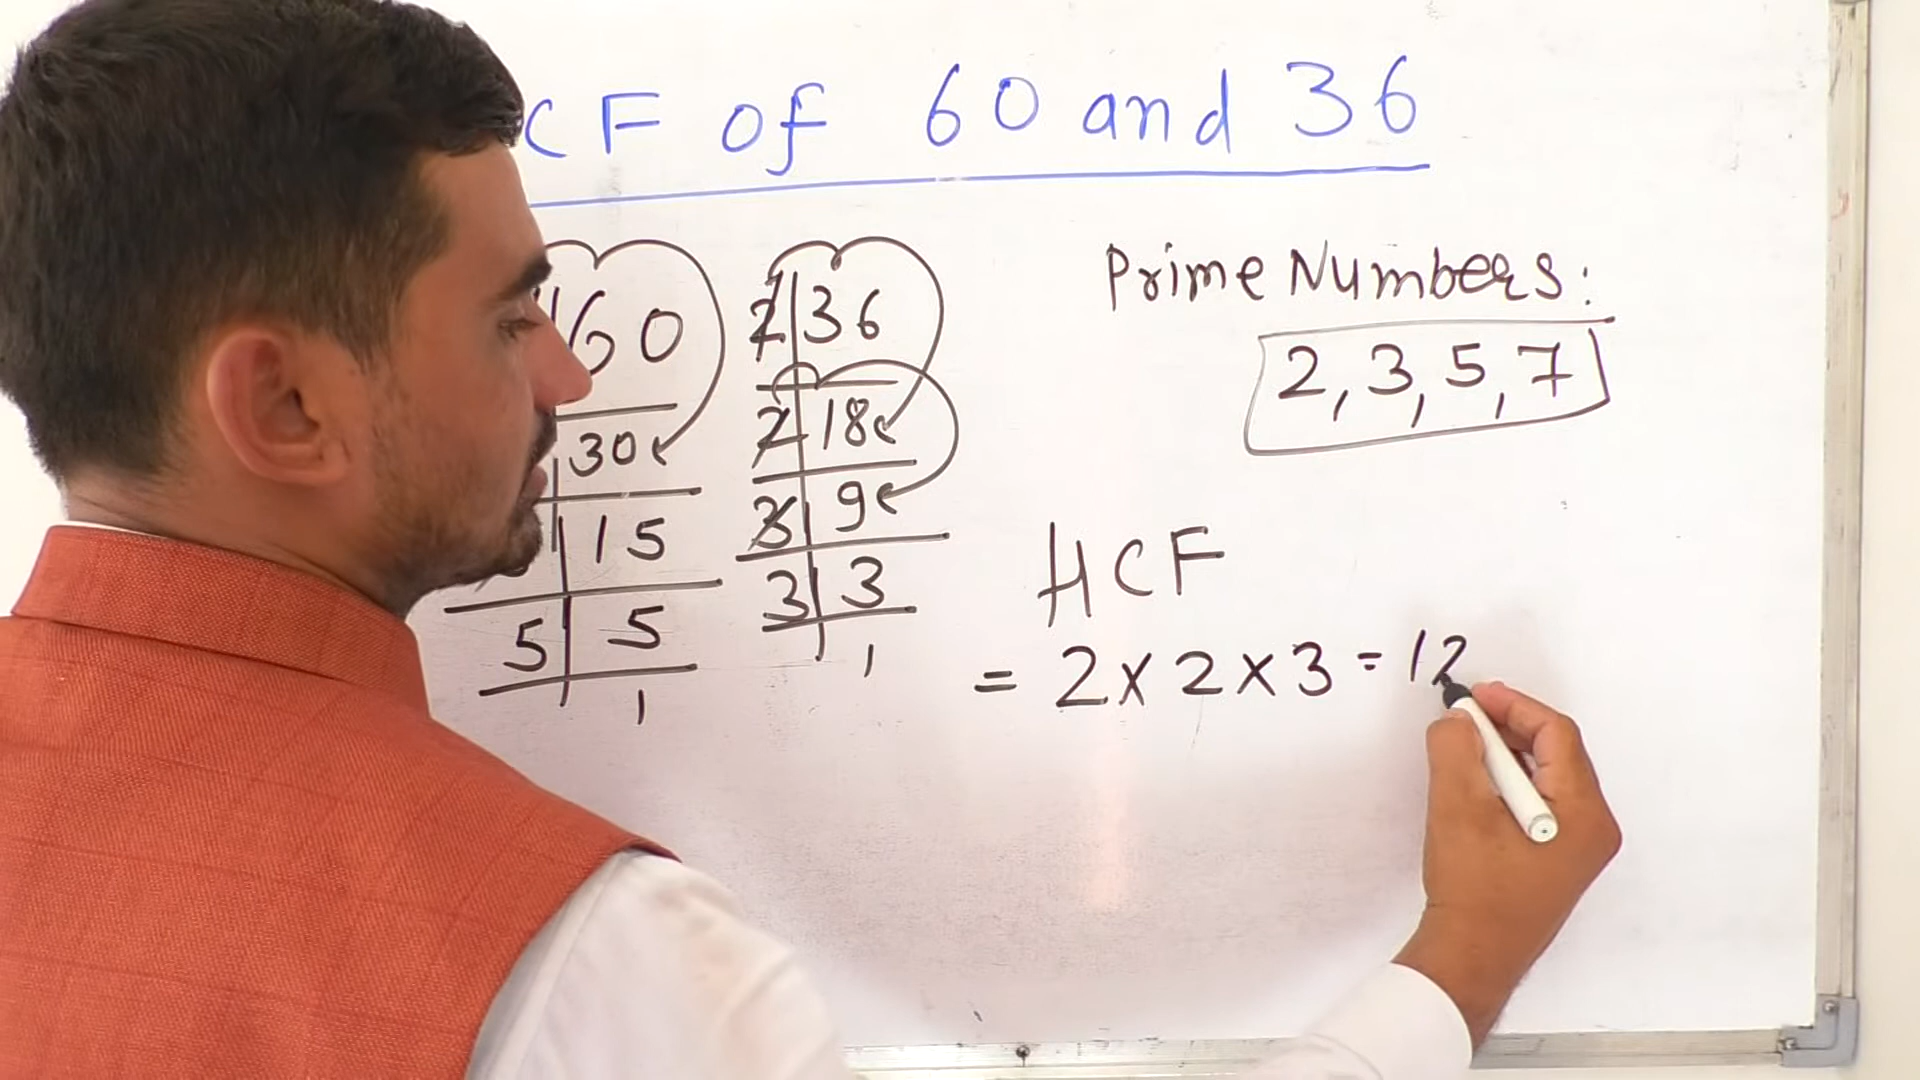 CF of 60 and 36
60
30
15
5 5
1
2 36
2 18
3 9
3 3
1
Prime Numbers:
2, 3, 5, 7
HCF
= 2 x 2 x 3 = 12